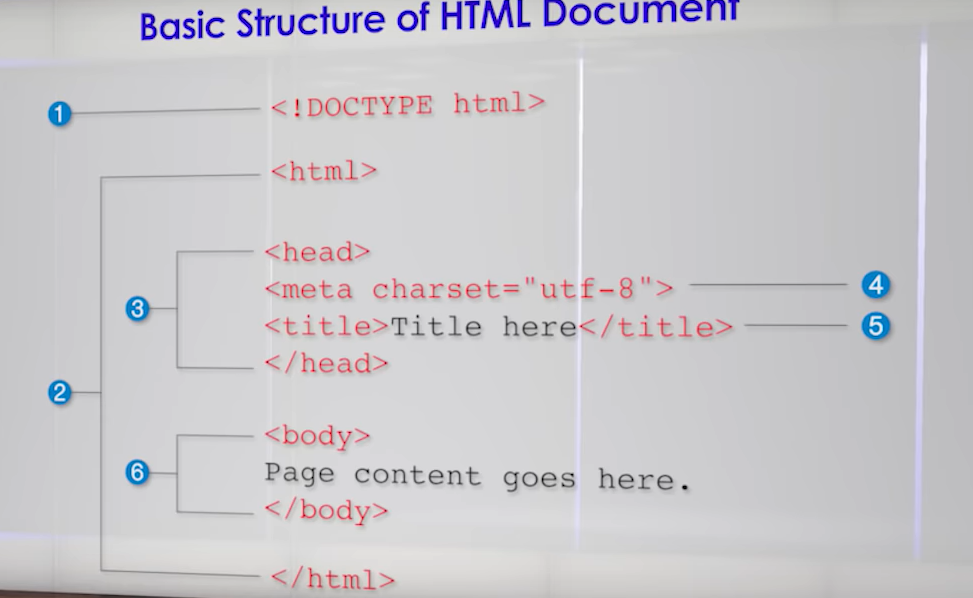 Basic Structure of HTML Document
1 <!DOCTYPE html>
<html>
<head>
<meta charset="utf-8"> 4
3
<title>Title here</title> 5
</head>
2
<body>
6 Page content goes here.
</body>
</html>